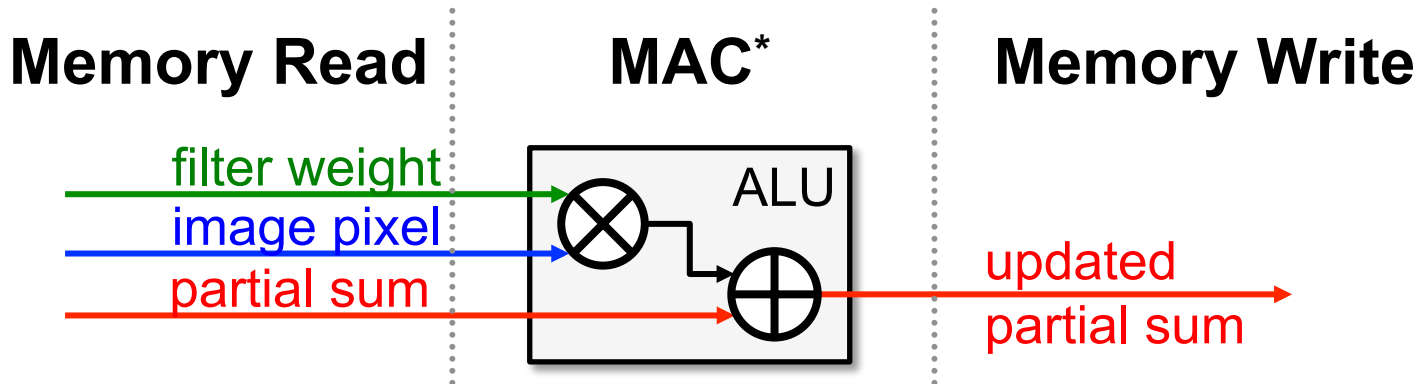 Memory Read
MAC*
Memory Write
filter weight
image pixel
partial sum
ALU
updated
partial sum